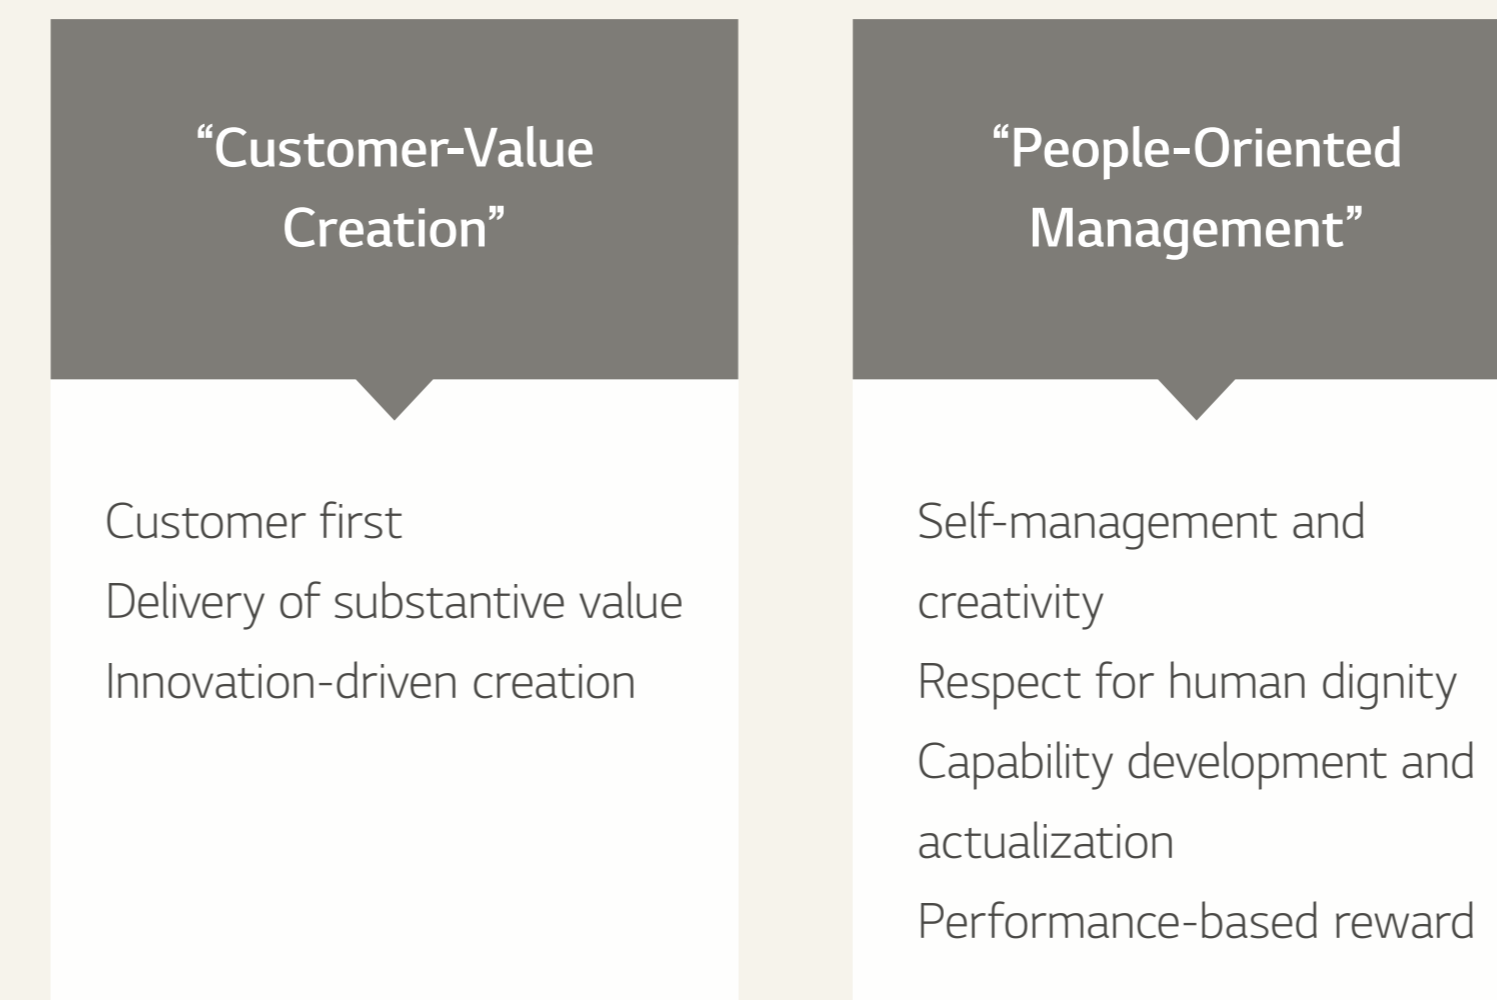 “Customer-Value
Creation”
Customer first
Delivery of substantive value
Innovation-driven creation
“People-Oriented
Management”
Self-management and
creativity
Respect for human dignity
Capability development and
actualization
Performance-based reward